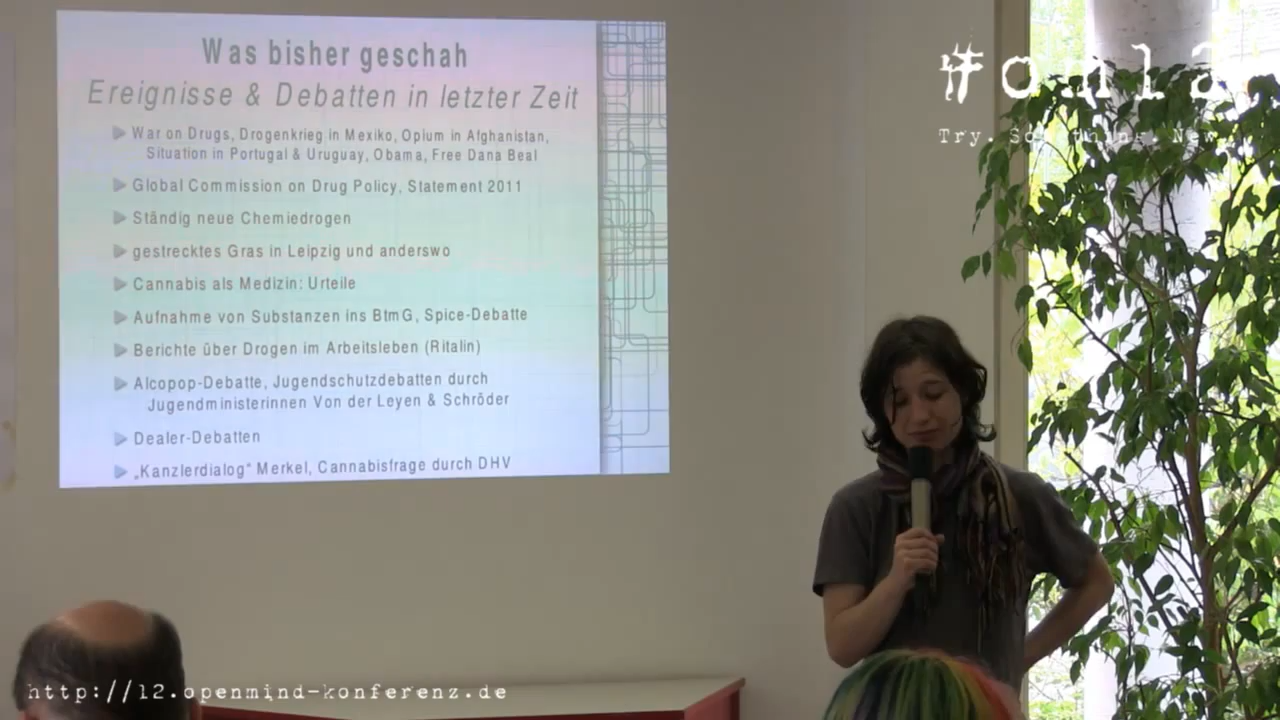 Was bisher geschah
Ereignisse & Debatten in letzter Zeit
War on Drugs, Drogenkrieg in Mexiko, Opium in Afghanistan,
Situation in Portugal & Uruguay, Obama, Free Dana Beal
Global Commission on Drug Policy, Statement 2011
Ständig neue Chemiedrogen
gestrecktes Gras in Leipzig und anderswo
Cannabis als Medizin: Urteile
Aufnahme von Substanzen ins BtmG, Spice-Debatte
Berichte über Drogen im Arbeitsleben (Ritalin)
Alcopop-Debatte, Jugendschutzdebatten durch
Jugendministerinnen Von der Leyen & Schröder
Dealer-Debatten
„Kanzlerdialog“ Merkel, Cannabisfrage durch DHV
#om12
Try. Something. New.
http://12.openmind-konferenz.de